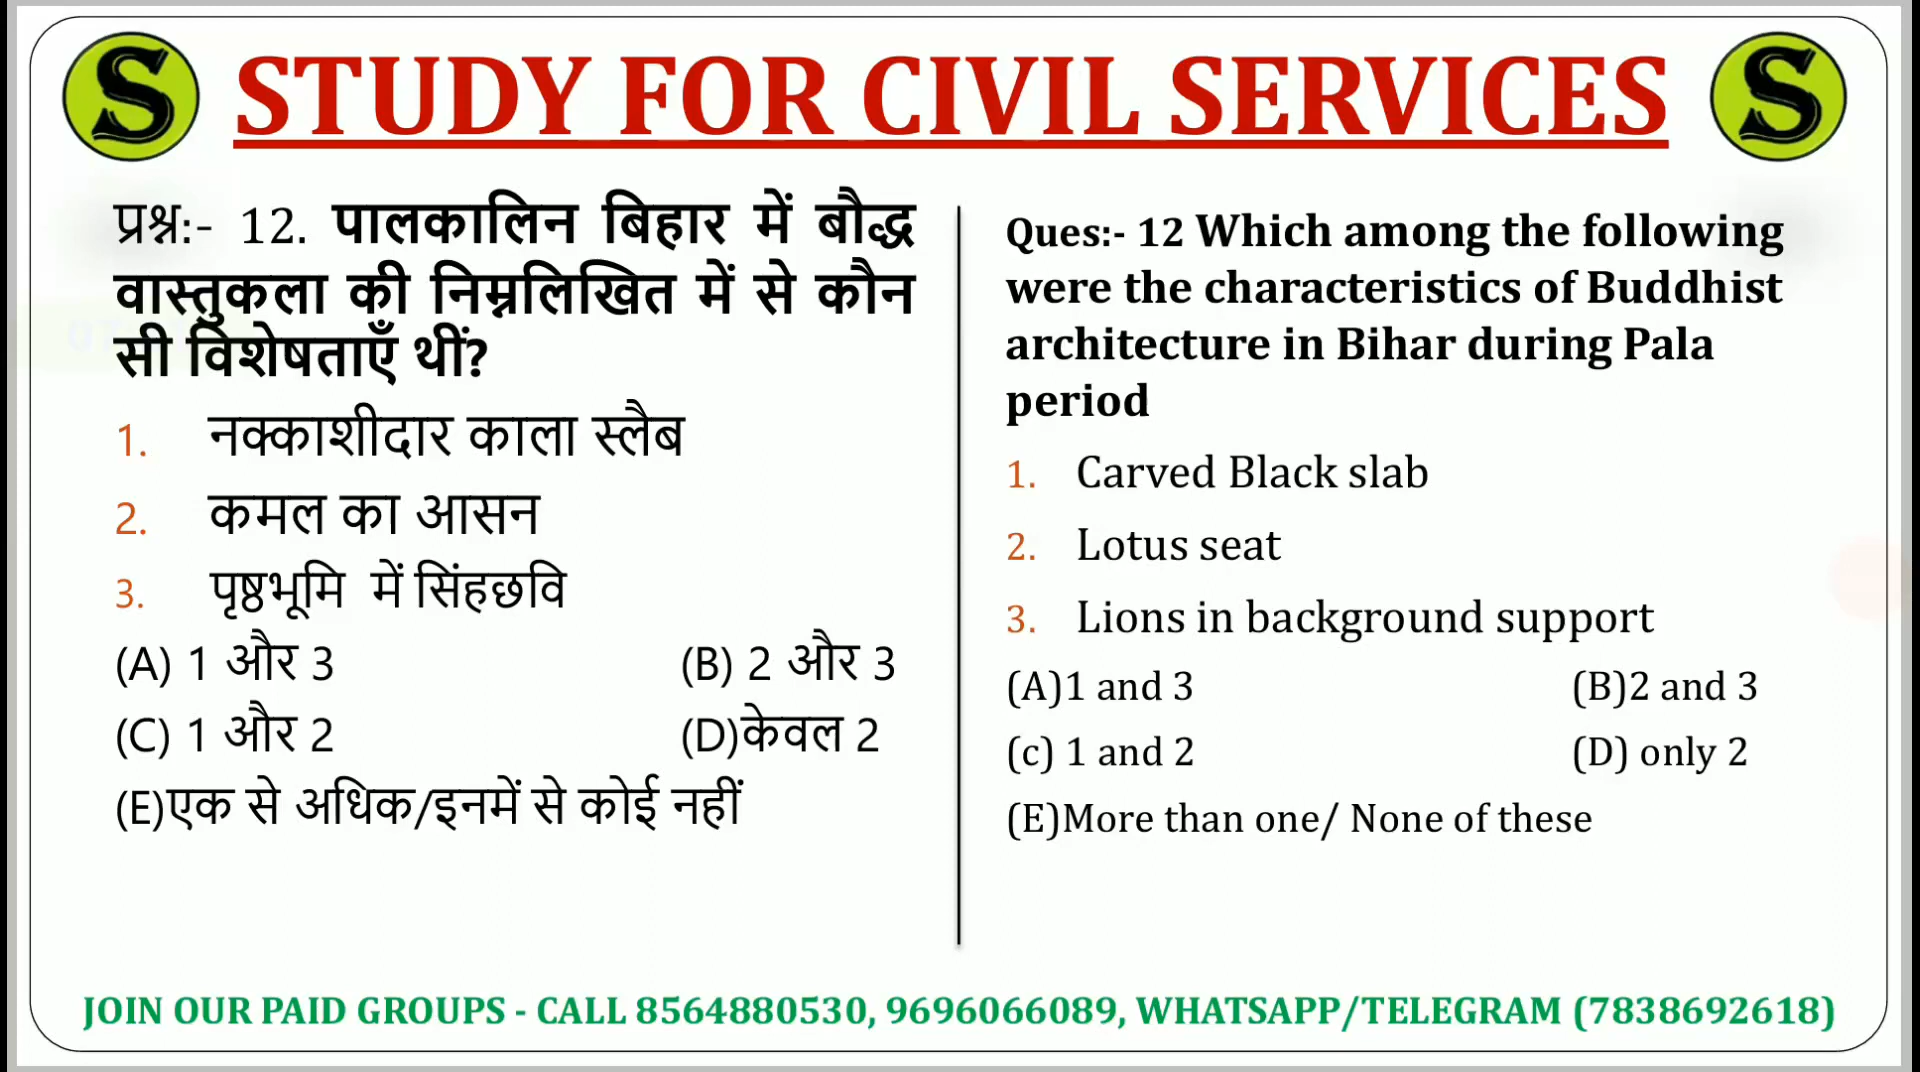 S STUDY FOR CIVIL SERVICES S
प्रश्न:- 12. पालकालिन बिहार में बौद्ध
वास्तुकला की निम्नलिखित में से कौन
सी विशेषताएँ थीं?
1. नक्काशीदार काला स्लैब
2. कमल का आसन
3. पृष्ठभूमि में सिंहछवि
(A) 1 और 3 (B) 2 और 3
(C) 1 और 2 (D)केवल 2
(E)एक से अधिक/इनमें से कोई नहीं
Ques:- 12 Which among the following
were the characteristics of Buddhist
architecture in Bihar during Pala
period
1. Carved Black slab
2. Lotus seat
3. Lions in background support
(A)1 and 3 (B)2 and 3
(c) 1 and 2 (D) only 2
(E)More than one/ None of these
JOIN OUR PAID GROUPS - CALL 8564880530, 9696066089, WHATSAPP/TELEGRAM (7838692618)